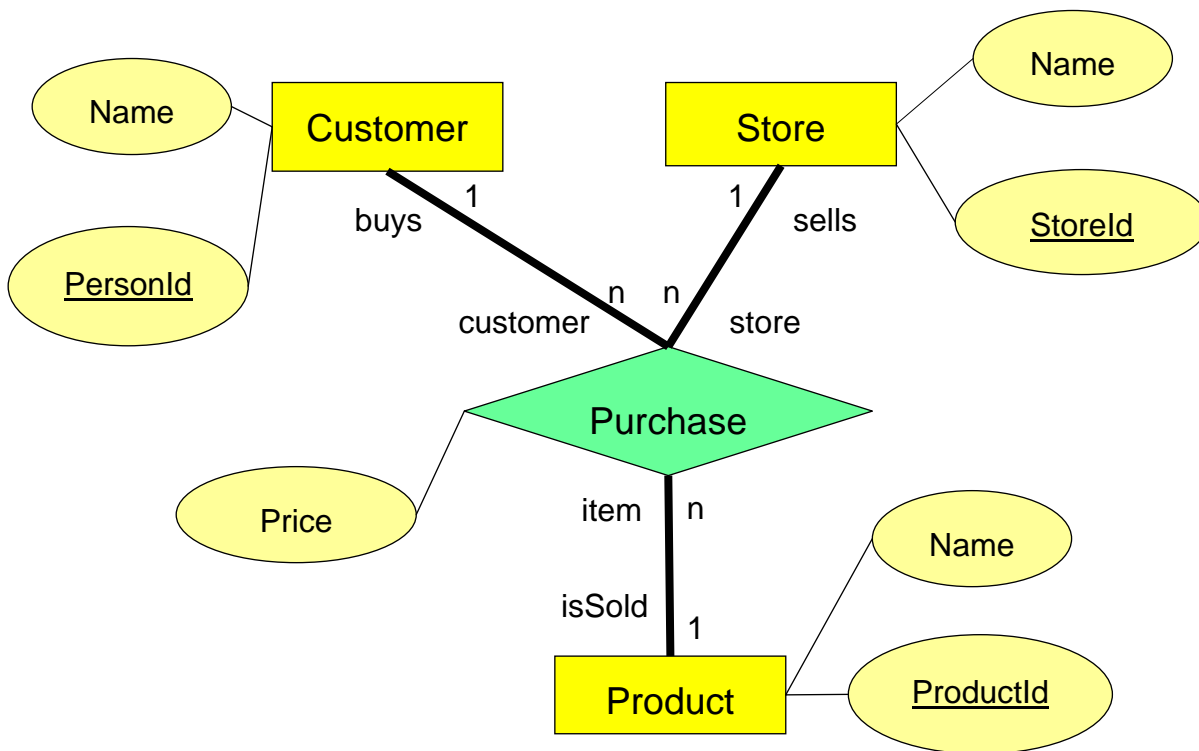 Name
Customer
Store
Name
1
1
buys
sells
StoreId
PersonId
n
n
customer
store
Purchase
Price
item
n
Name
isSold
1
Product
ProductId